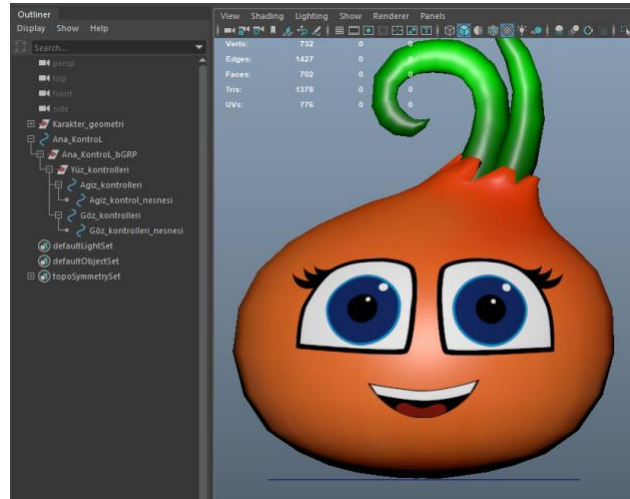 Outliner
Display Show Help
Search...
persp
top
front
side
Karakter_geometri
Ana_KontroL
Ana_KontroL_bGRP
Yüz_kontrolleri
Agiz_kontrolleri
Agiz_kontrol_nesnesi
Göz_kontrolleri
Göz_kontrolleri_nesnesi
defaultLightSet
defaultObjectSet
topoSymmetrySet
View Shading Lighting Show Renderer Panels
Verts: 732 0 0
Edges: 1427 0 0
Faces: 702 0 0
Tris: 1378 0 0
UVs: 776 0 0